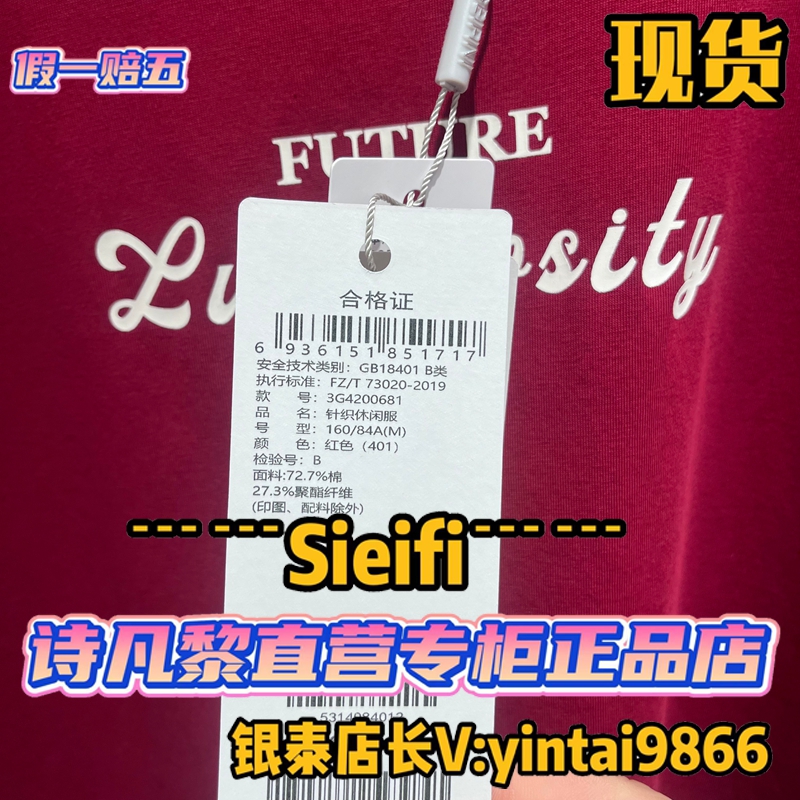 假一赔五
现货
FUTURE
合格证
6 936151 851717
安全技术类别：GB18401 B类
执行标准：FZ/T 73020-2019
款 号：3G4200681
品 名：针织休闲服
号 型：160/84A(M)
颜 色：红色（401）
检验号：B
面料:72.7%棉
27.3%聚酯纤维
(印图、配料除外)
--- --- Sieifi --- ---
诗凡黎直营专柜正品店
银泰店长V:yintai9866